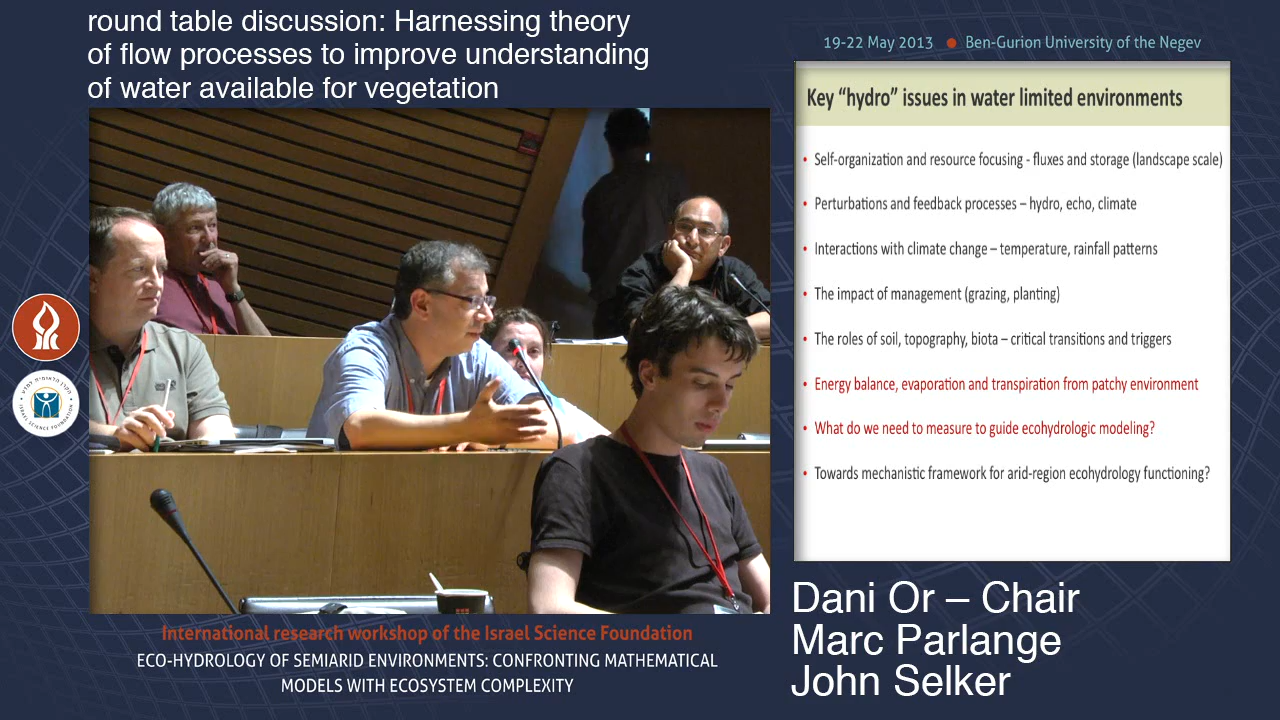 round table discussion: Harnessing theory
of flow processes to improve understanding
of water available for vegetation
19-22 May 2013 ● Ben-Gurion University of the Negev
Key “hydro” issues in water limited environments
• Self-organization and resource focusing - fluxes and storage (landscape scale)
• Perturbations and feedback processes – hydro, echo, climate
• Interactions with climate change – temperature, rainfall patterns
• The impact of management (grazing, planting)
• The roles of soil, topography, biota – critical transitions and triggers
• Energy balance, evaporation and transpiration from patchy environment
• What do we need to measure to guide ecohydrologic modeling?
• Towards mechanistic framework for arid-region ecohydrology functioning?
Dani Or – Chair
Marc Parlange
John Selker
International research workshop of the Israel Science Foundation
ECO-HYDROLOGY OF SEMIARID ENVIRONMENTS: CONFRONTING MATHEMATICAL
MODELS WITH ECOSYSTEM COMPLEXITY
ISRAEL SCIENCE FOUNDATION